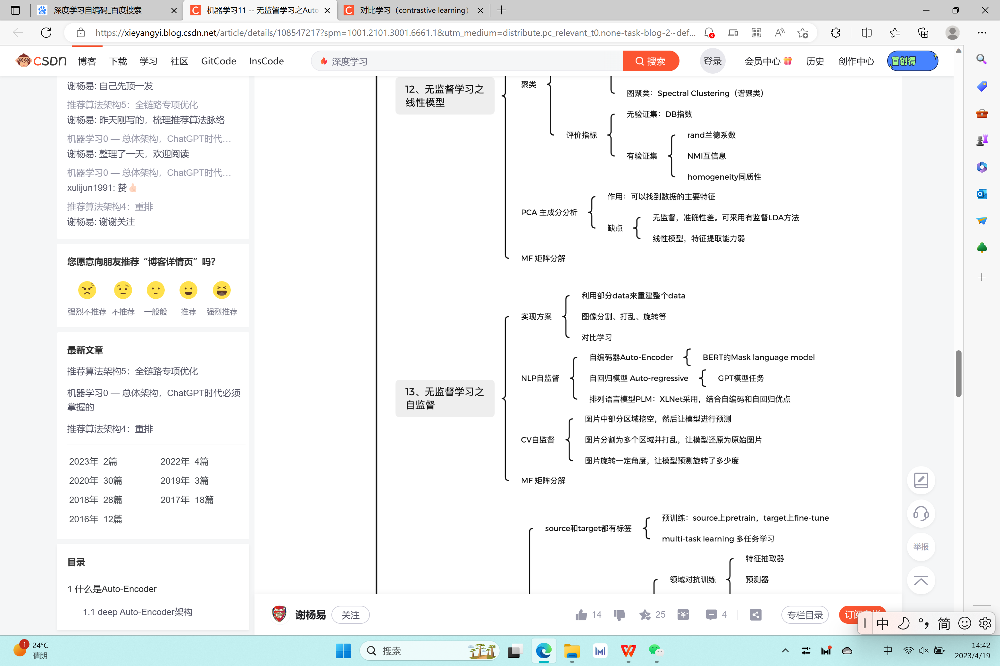 深度学习自编码_百度搜索
机器学习11 -- 无监督学习之Auto
对比学习（contrastive learning）
https://xieyangyi.blog.csdn.net/article/details/108547217?spm=1001.2101.3001.6661.1&utm_medium=distribute.pc_relevant_t0.none-task-blog-2~def...
CSDN 博客 下载 学习 社区 GitCode InsCode
深度学习
搜索
登录 会员中心 历史 创作中心 首创得
谢杨易: 自己先顶一发
推荐算法架构5：全链路专项优化
谢杨易: 昨天刚写的，梳理推荐算法脉络
机器学习0 — 总体架构，ChatGPT时代…
谢杨易: 整理了一天，欢迎阅读
机器学习0 — 总体架构，ChatGPT时代…
xulijun1991: 赞
推荐算法架构4：重排
谢杨易: 谢谢关注
您愿意向朋友推荐“博客详情页”吗？
强烈不推荐 不推荐 一般般 推荐 强烈推荐
最新文章
推荐算法架构5：全链路专项优化
机器学习0 — 总体架构，ChatGPT时代必须
掌握的
推荐算法架构4：重排
2023年 2篇 2022年 4篇
2020年 30篇 2019年 3篇
2018年 28篇 2017年 18篇
2016年 12篇
目录
1 什么是Auto-Encoder
1.1 deep Auto-Encoder架构
12、无监督学习之
线性模型
聚类
图聚类：Spectral Clustering（谱聚类）
评价指标
无验证集：DB指数
有验证集
rand兰德系数
NMI互信息
homogeneity同质性
PCA 主成分分析
作用：可以找到数据的主要特征
缺点
无监督，准确性差。可采用有监督LDA方法
线性模型，特征提取能力弱
MF 矩阵分解
13、无监督学习之
自监督
实现方案
利用部分data来重建整个data
图像分割、打乱、旋转等
对比学习
NLP自监督
自编码器Auto-Encoder
BERT的Mask language model
自回归模型 Auto-regressive
GPT模型任务
排列语言模型PLM：XLNet采用，结合自编码和自回归优点
CV自监督
图片中部分区域挖空，然后让模型进行预测
图片分割为多个区域并打乱，让模型还原为原始图片
图片旋转一定角度，让模型预测旋转了多少度
MF 矩阵分解
source和target都有标签
预训练：source上pretrain，target上fine-tune
multi-task learning 多任务学习
领域对抗训练
特征抽取器
预测器
举报
Arsenal
谢杨易 关注 14 25 4 专栏目录
中 °, 简
1
24°C
晴朗
搜索
中
14:42
2023/4/19